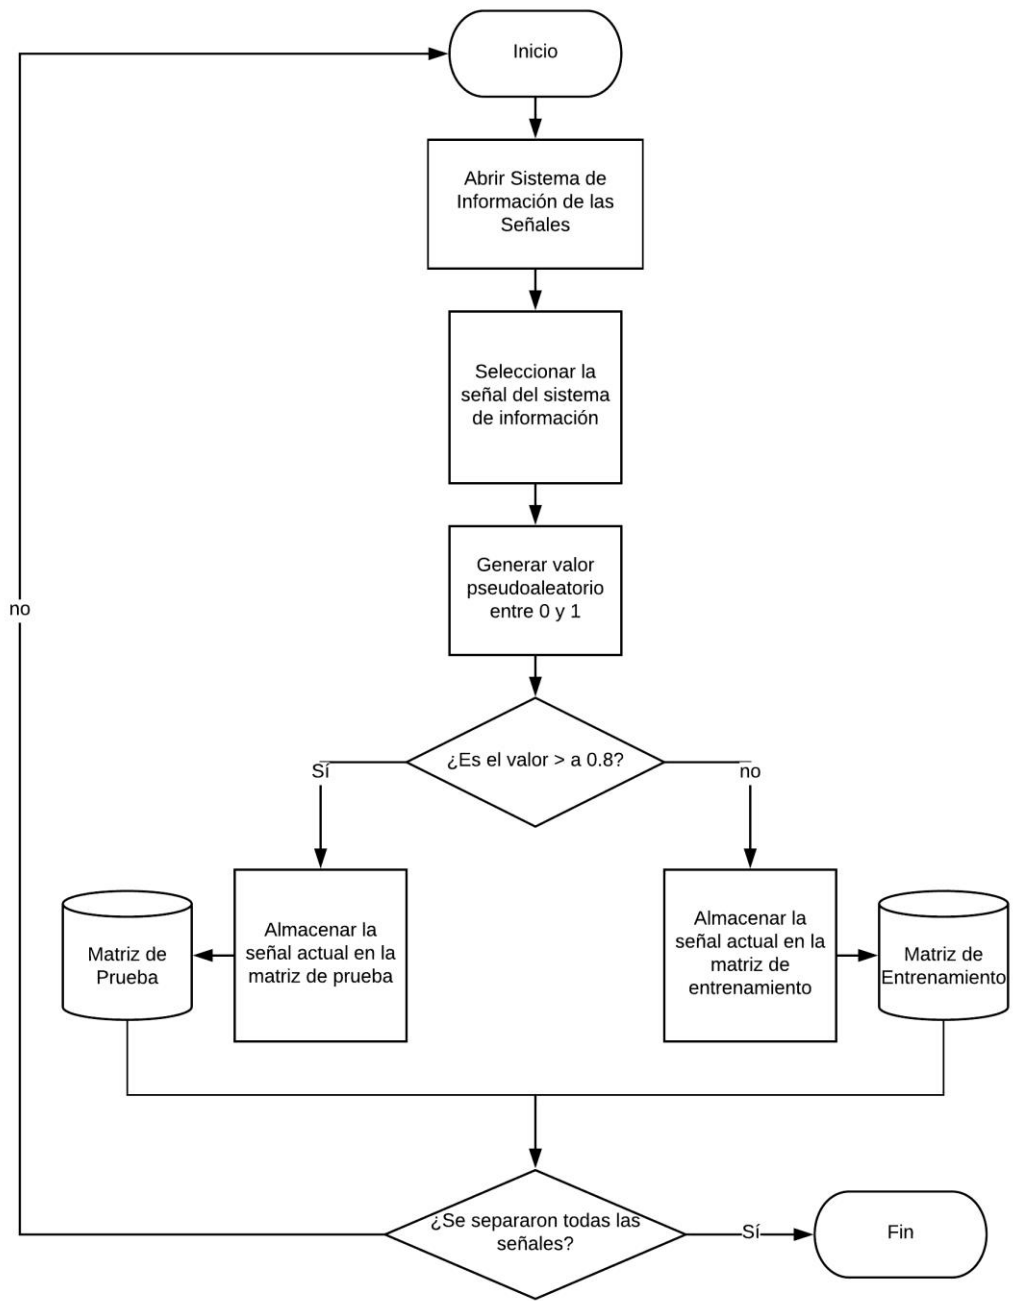 Inicio
Abrir Sistema de
Información de las
Señales
Seleccionar la
señal del sistema
de información
Generar valor
pseudoaleatorio
entre 0 y 1
no
¿Es el valor > a 0.8?
Sí
no
Matriz de
Prueba
Almacenar la
señal actual en la
matriz de prueba
Almacenar la
señal actual en la
matriz de
entrenamiento
Matriz de
Entrenamiento
¿Se separaron todas las
señales?
Sí
Fin